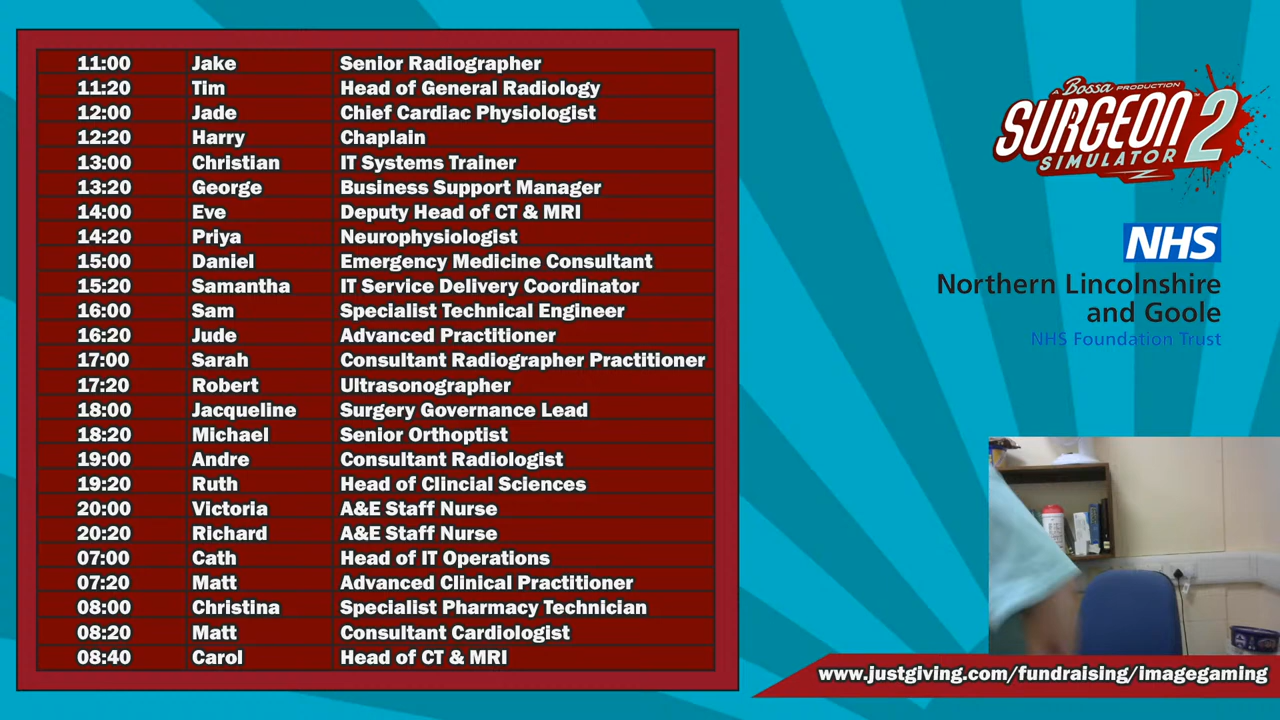 11:00 Jake Senior Radiographer
11:20 Tim Head of General Radiology
12:00 Jade Chief Cardiac Physiologist
12:20 Harry Chaplain
13:00 Christian IT Systems Trainer
13:20 George Business Support Manager
14:00 Eve Deputy Head of CT & MRI
14:20 Priya Neurophysiologist
15:00 Daniel Emergency Medicine Consultant
15:20 Samantha IT Service Delivery Coordinator
16:00 Sam Specialist Technical Engineer
16:20 Jude Advanced Practitioner
17:00 Sarah Consultant Radiographer Practitioner
17:20 Robert Ultrasonographer
18:00 Jacqueline Surgery Governance Lead
18:20 Michael Senior Orthoptist
19:00 Andre Consultant Radiologist
19:20 Ruth Head of Clincial Sciences
20:00 Victoria A&E Staff Nurse
20:20 Richard A&E Staff Nurse
07:00 Cath Head of IT Operations
07:20 Matt Advanced Clinical Practitioner
08:00 Christina Specialist Pharmacy Technician
08:20 Matt Consultant Cardiologist
08:40 Carol Head of CT & MRI
A Bossa PRODUCTION
SURGEON 2
SIMULATOR
NHS
Northern Lincolnshire
and Goole
NHS Foundation Trust
www.justgiving.com/fundraising/imagegaming